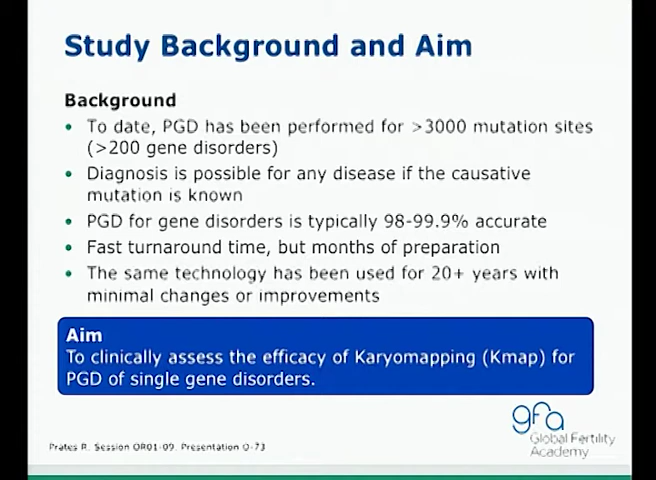 Study Background and Aim
Background
• To date, PGD has been performed for >3000 mutation sites
(>200 gene disorders)
• Diagnosis is possible for any disease if the causative
mutation is known
• PGD for gene disorders is typically 98-99.9% accurate
• Fast turnaround time, but months of preparation
• The same technology has been used for 20+ years with
minimal changes or improvements
Aim
To clinically assess the efficacy of Karyomapping (Kmap) for
PGD of single gene disorders.
gfa
Global Fertility
Academy
Prates R. Session OR01-09. Presentation O-73